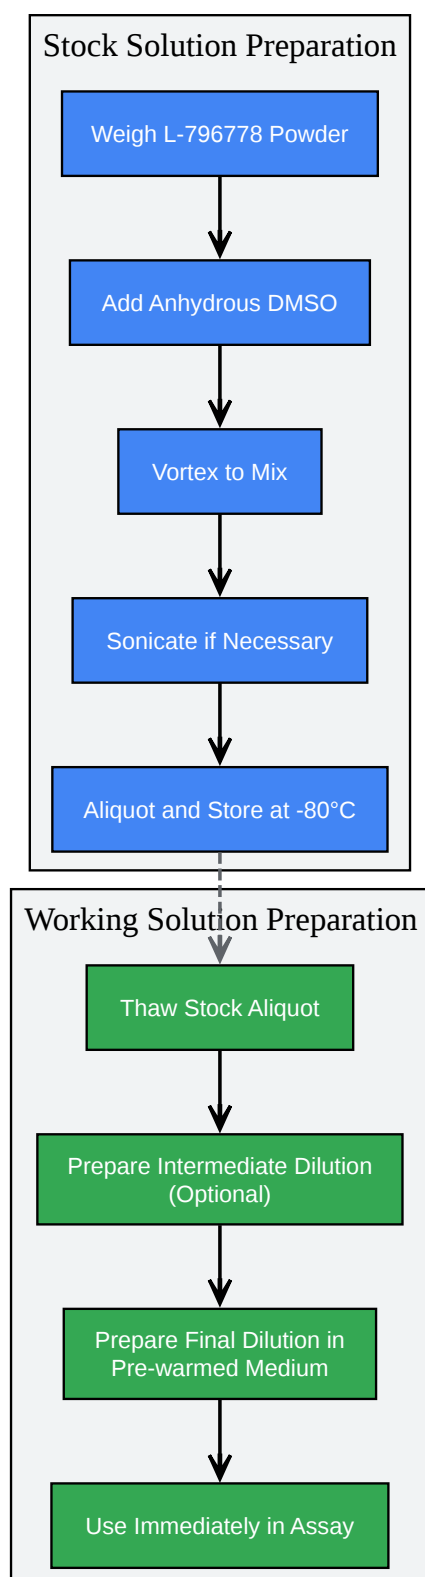 Stock Solution Preparation
Weigh L-796778 Powder
Add Anhydrous DMSO
Vortex to Mix
Sonicate if Necessary
Aliquot and Store at -80°C
Working Solution Preparation
Thaw Stock Aliquot
Prepare Intermediate Dilution
(Optional)
Prepare Final Dilution in
Pre-warmed Medium
Use Immediately in Assay